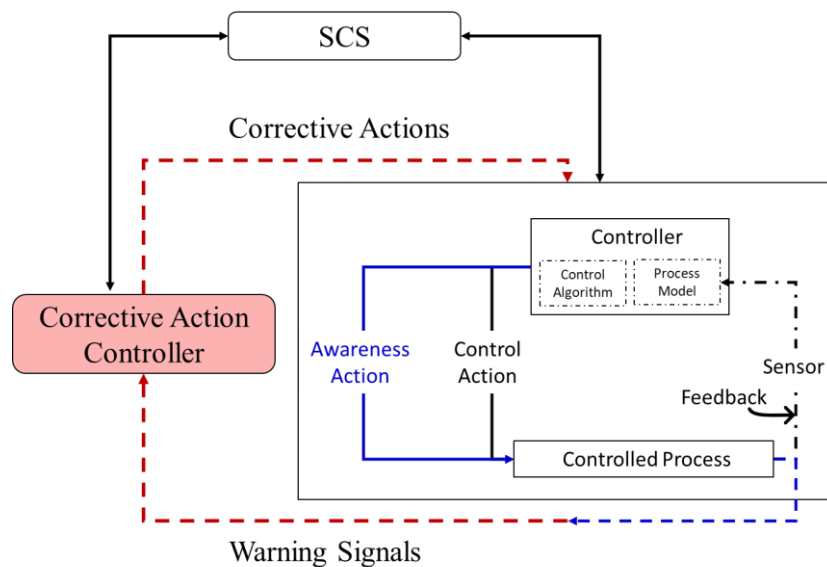 SCS
Corrective Actions
Controller
Control
Algorithm
Process
Model
Corrective Action
Controller
Awareness
Action
Control
Action
Sensor
Feedback
Controlled Process
Warning Signals